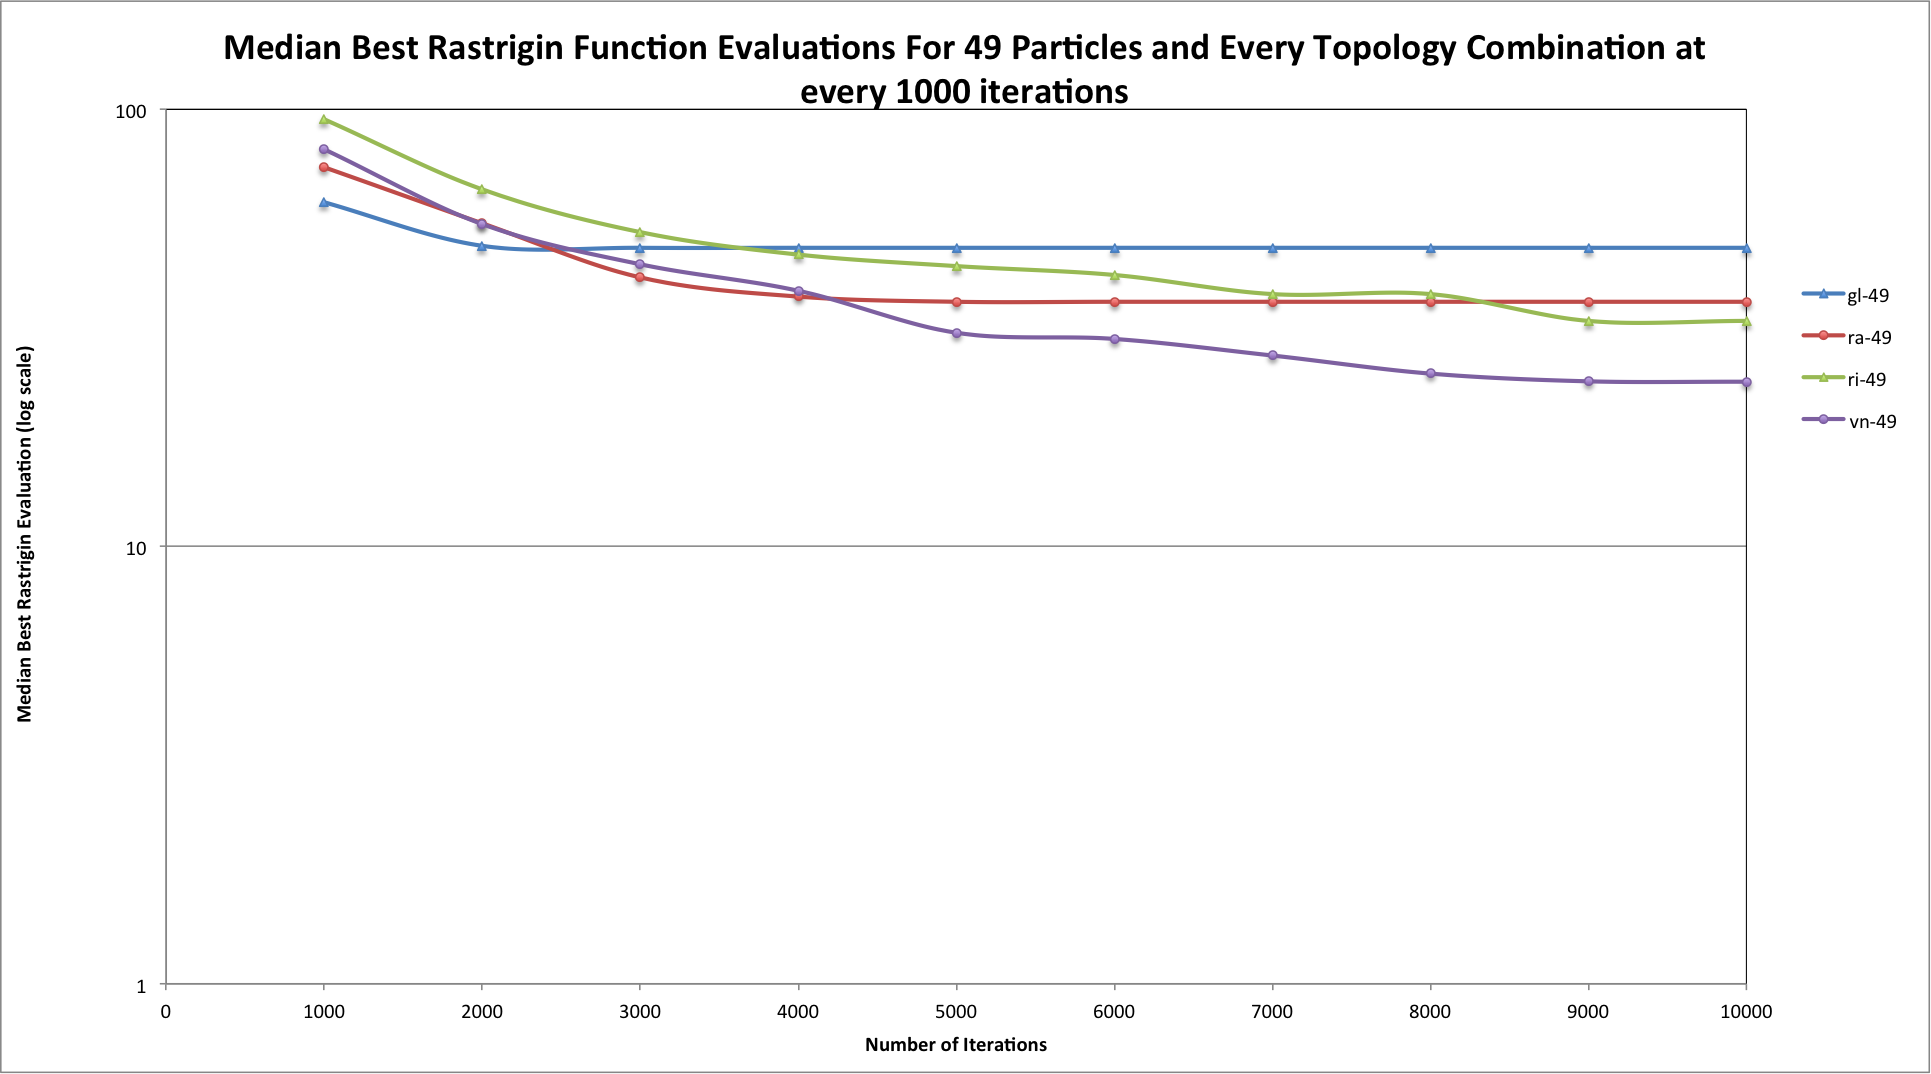 Median Best Rastrigin Function Evaluations For 49 Particles and Every Topology Combination at
every 1000 iterations
Median Best Rastrigin Evaluation (log scale)
100
10
1
0 1000 2000 3000 4000 5000 6000 7000 8000 9000 10000
Number of Iterations
gl-49
ra-49
ri-49
vn-49